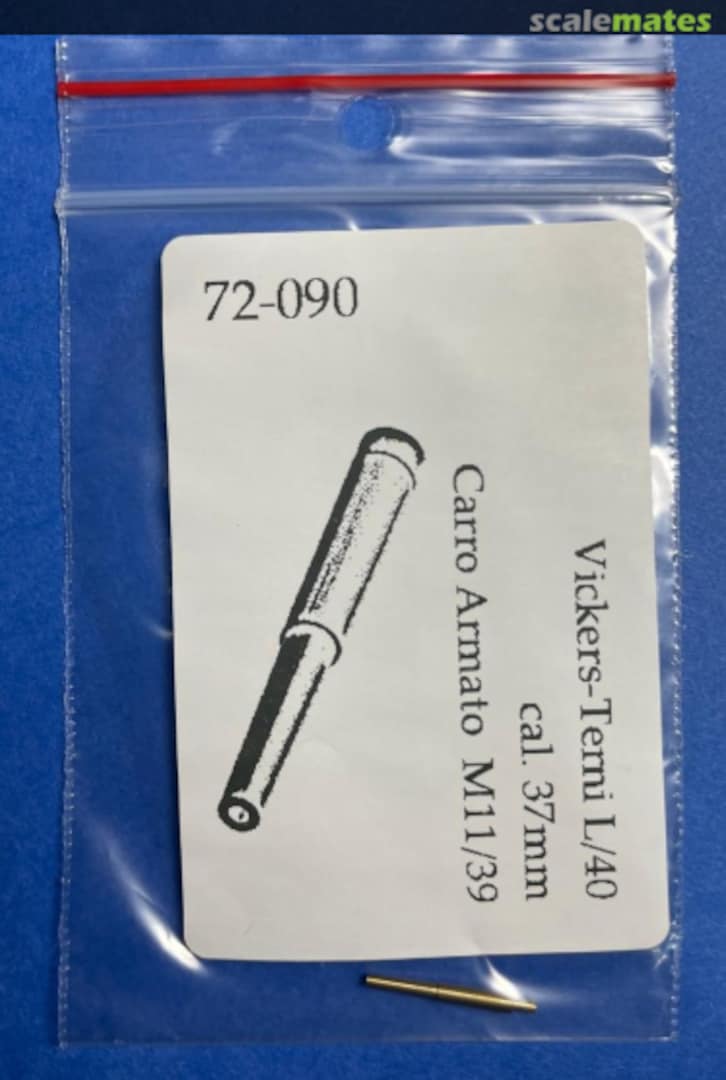 scalemates
72-090
Vickers-Terni L/40
cal. 37mm
Carro Armato M11/39